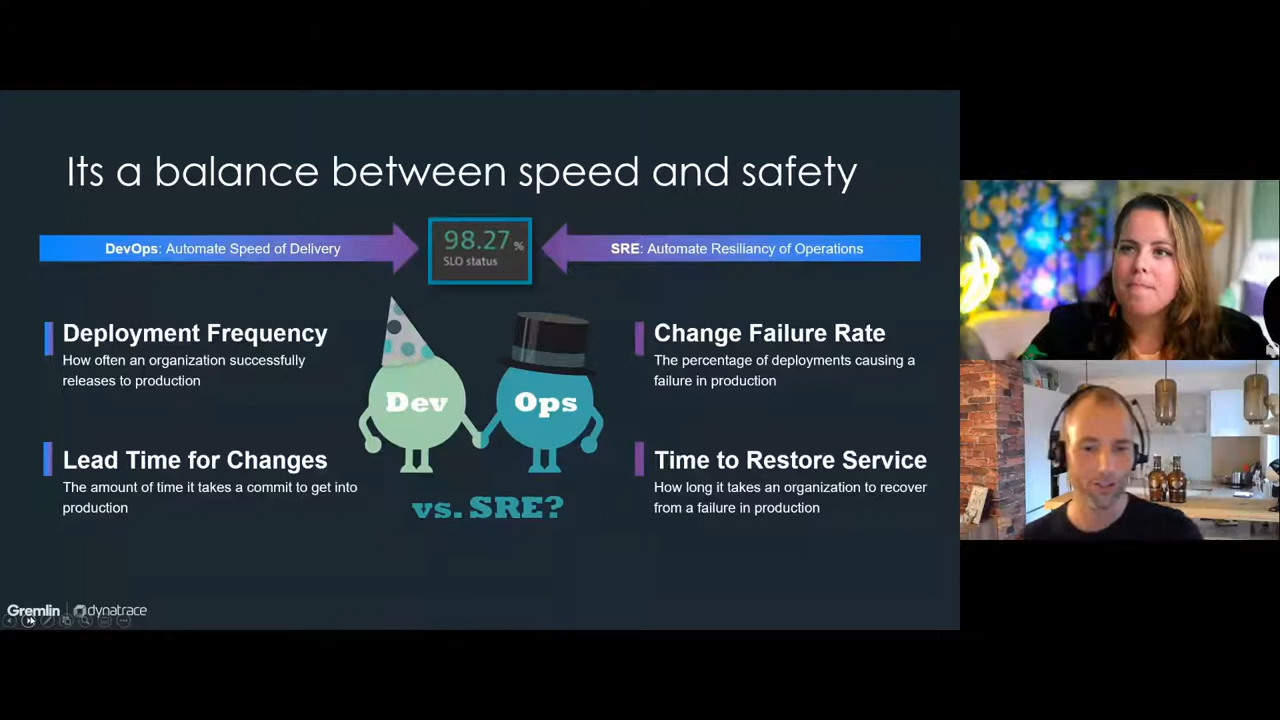 Its a balance between speed and safety
DevOps: Automate Speed of Delivery
98.27 %
SLO status
SRE: Automate Resiliancy of Operations
Deployment Frequency
How often an organization successfully
releases to production
Lead Time for Changes
The amount of time it takes a commit to get into
production
Dev
Ops
vs. SRE?
Change Failure Rate
The percentage of deployments causing a
failure in production
Time to Restore Service
How long it takes an organization to recover
from a failure in production
Gremlin
dynatrace